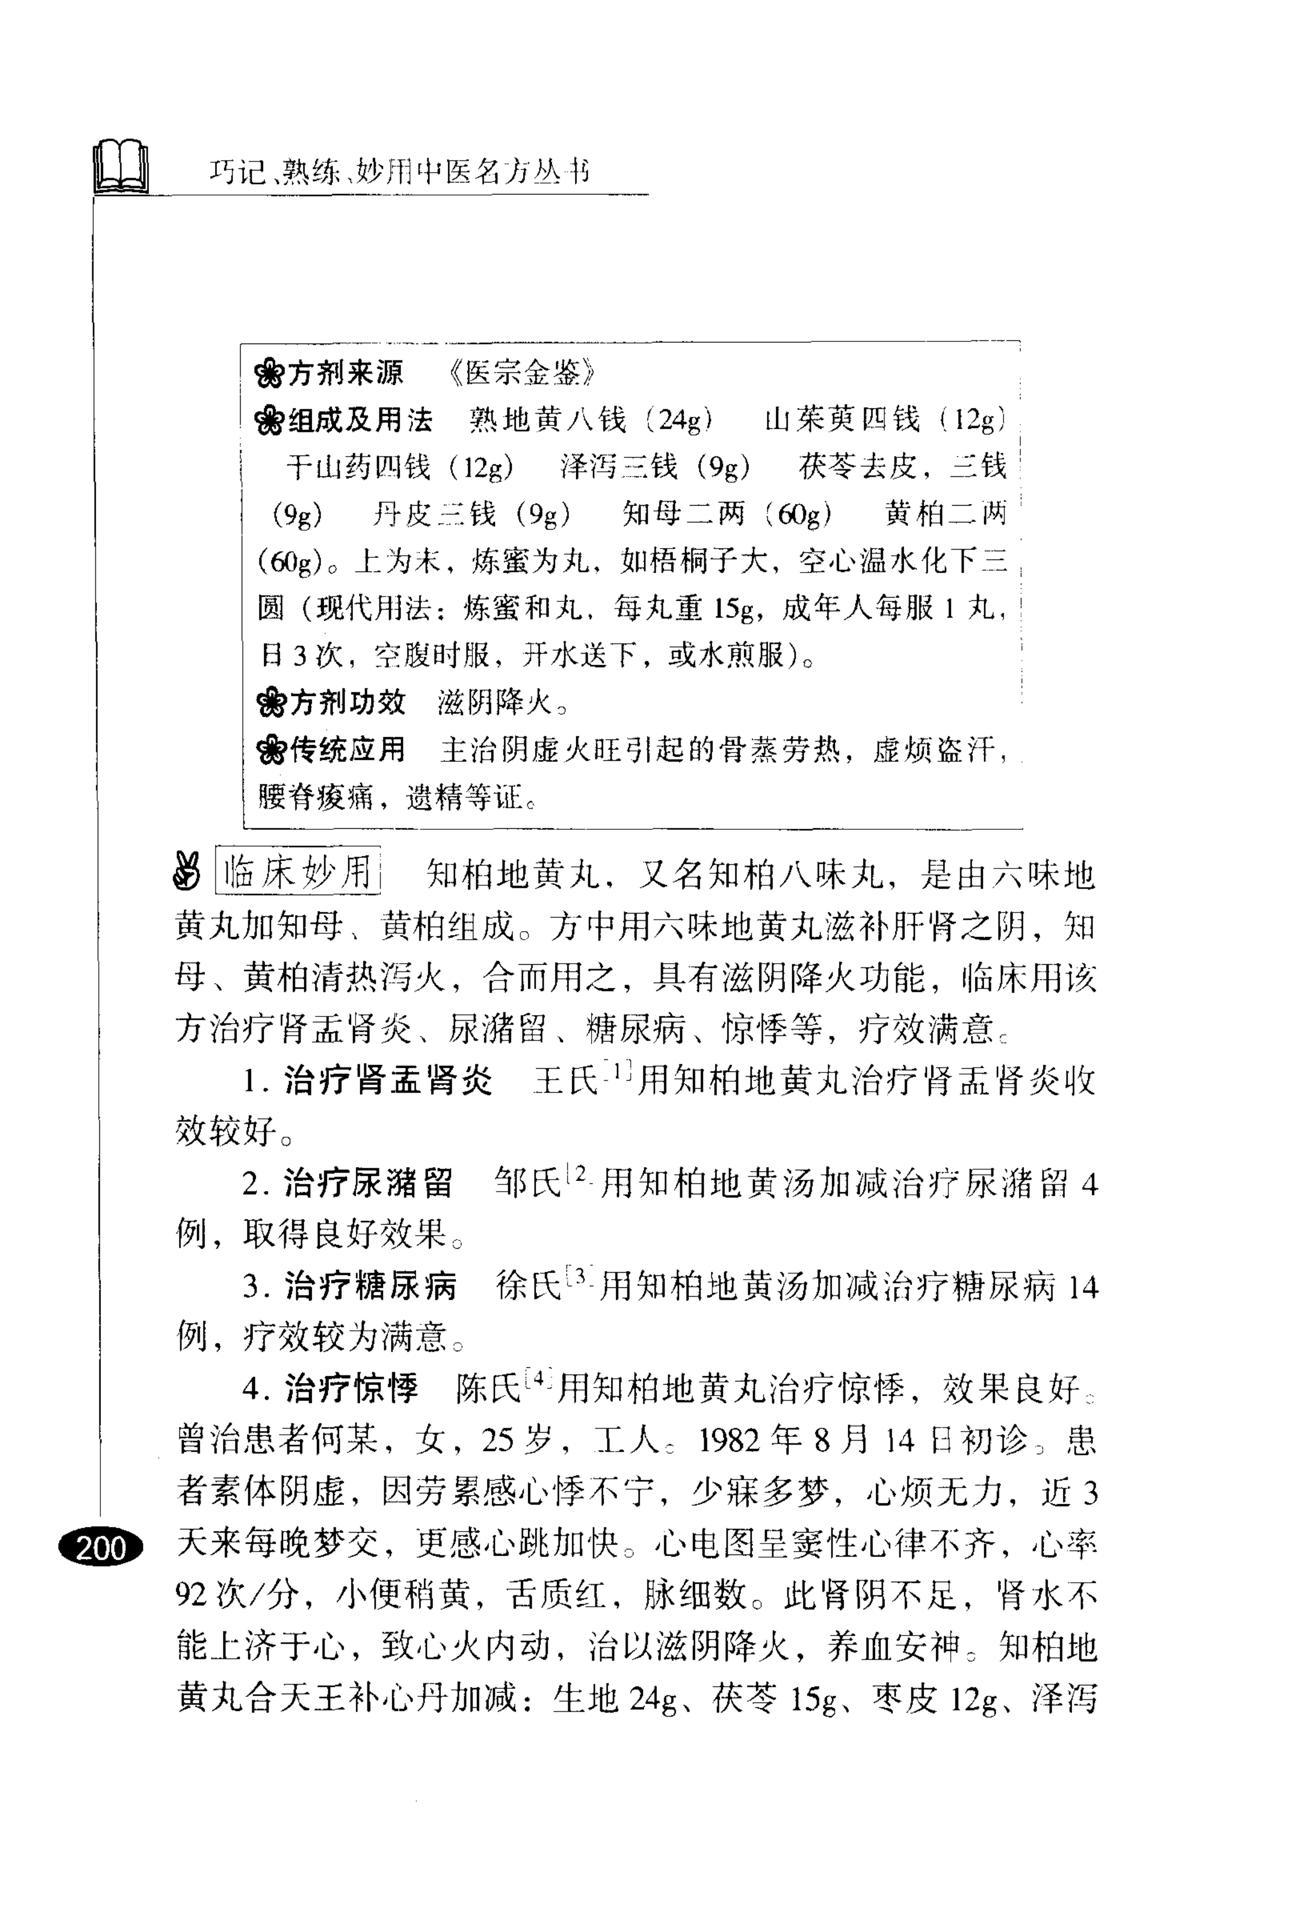 巧记、熟练、妙用中医名方丛书
方剂来源 《医宗金鉴》
组成及用法 熟地黄八钱（24g） 山茱萸四钱（12g）
干山药四钱（12g） 泽泻三钱（9g） 茯苓去皮，三钱
（9g） 丹皮三钱（9g） 知母二两（60g） 黄柏二两
（60g）。上为末，炼蜜为丸，如梧桐子大，空心温水化下三
圆（现代用法：炼蜜和丸，每丸重15g，成年人每服1丸，
日3次，空腹时服，开水送下，或水煎服）。
方剂功效 滋阴降火。
传统应用 主治阴虚火旺引起的骨蒸劳热，虚烦盗汗，
腰脊痠痛，遗精等证。
临床妙用 知柏地黄丸，又名知柏八味丸，是由六味地
黄丸加知母、黄柏组成。方中用六味地黄丸滋补肝肾之阴，知
母、黄柏清热泻火，合而用之，具有滋阴降火功能，临床用该
方治疗肾盂肾炎、尿潴留、糖尿病、惊悸等，疗效满意。
1. 治疗肾盂肾炎 王氏[1]用知柏地黄丸治疗肾盂肾炎收
效较好。
2. 治疗尿潴留 邹氏[2]用知柏地黄汤加减治疗尿潴留4
例，取得良好效果。
3. 治疗糖尿病 徐氏[3]用知柏地黄汤加减治疗糖尿病14
例，疗效较为满意。
4. 治疗惊悸 陈氏[4]用知柏地黄丸治疗惊悸，效果良好。
曾治患者何某，女，25岁，工人。1982年8月14日初诊。患
者素体阴虚，因劳累感心悸不宁，少寐多梦，心烦无力，近3
天来每晚梦交，更感心跳加快。心电图呈窦性心律不齐，心率
92次/分，小便稍黄，舌质红，脉细数。此肾阴不足，肾水不
能上济于心，致心火内动，治以滋阴降火，养血安神。知柏地
黄丸合天王补心丹加减：生地24g、茯苓15g、枣皮12g、泽泻
200